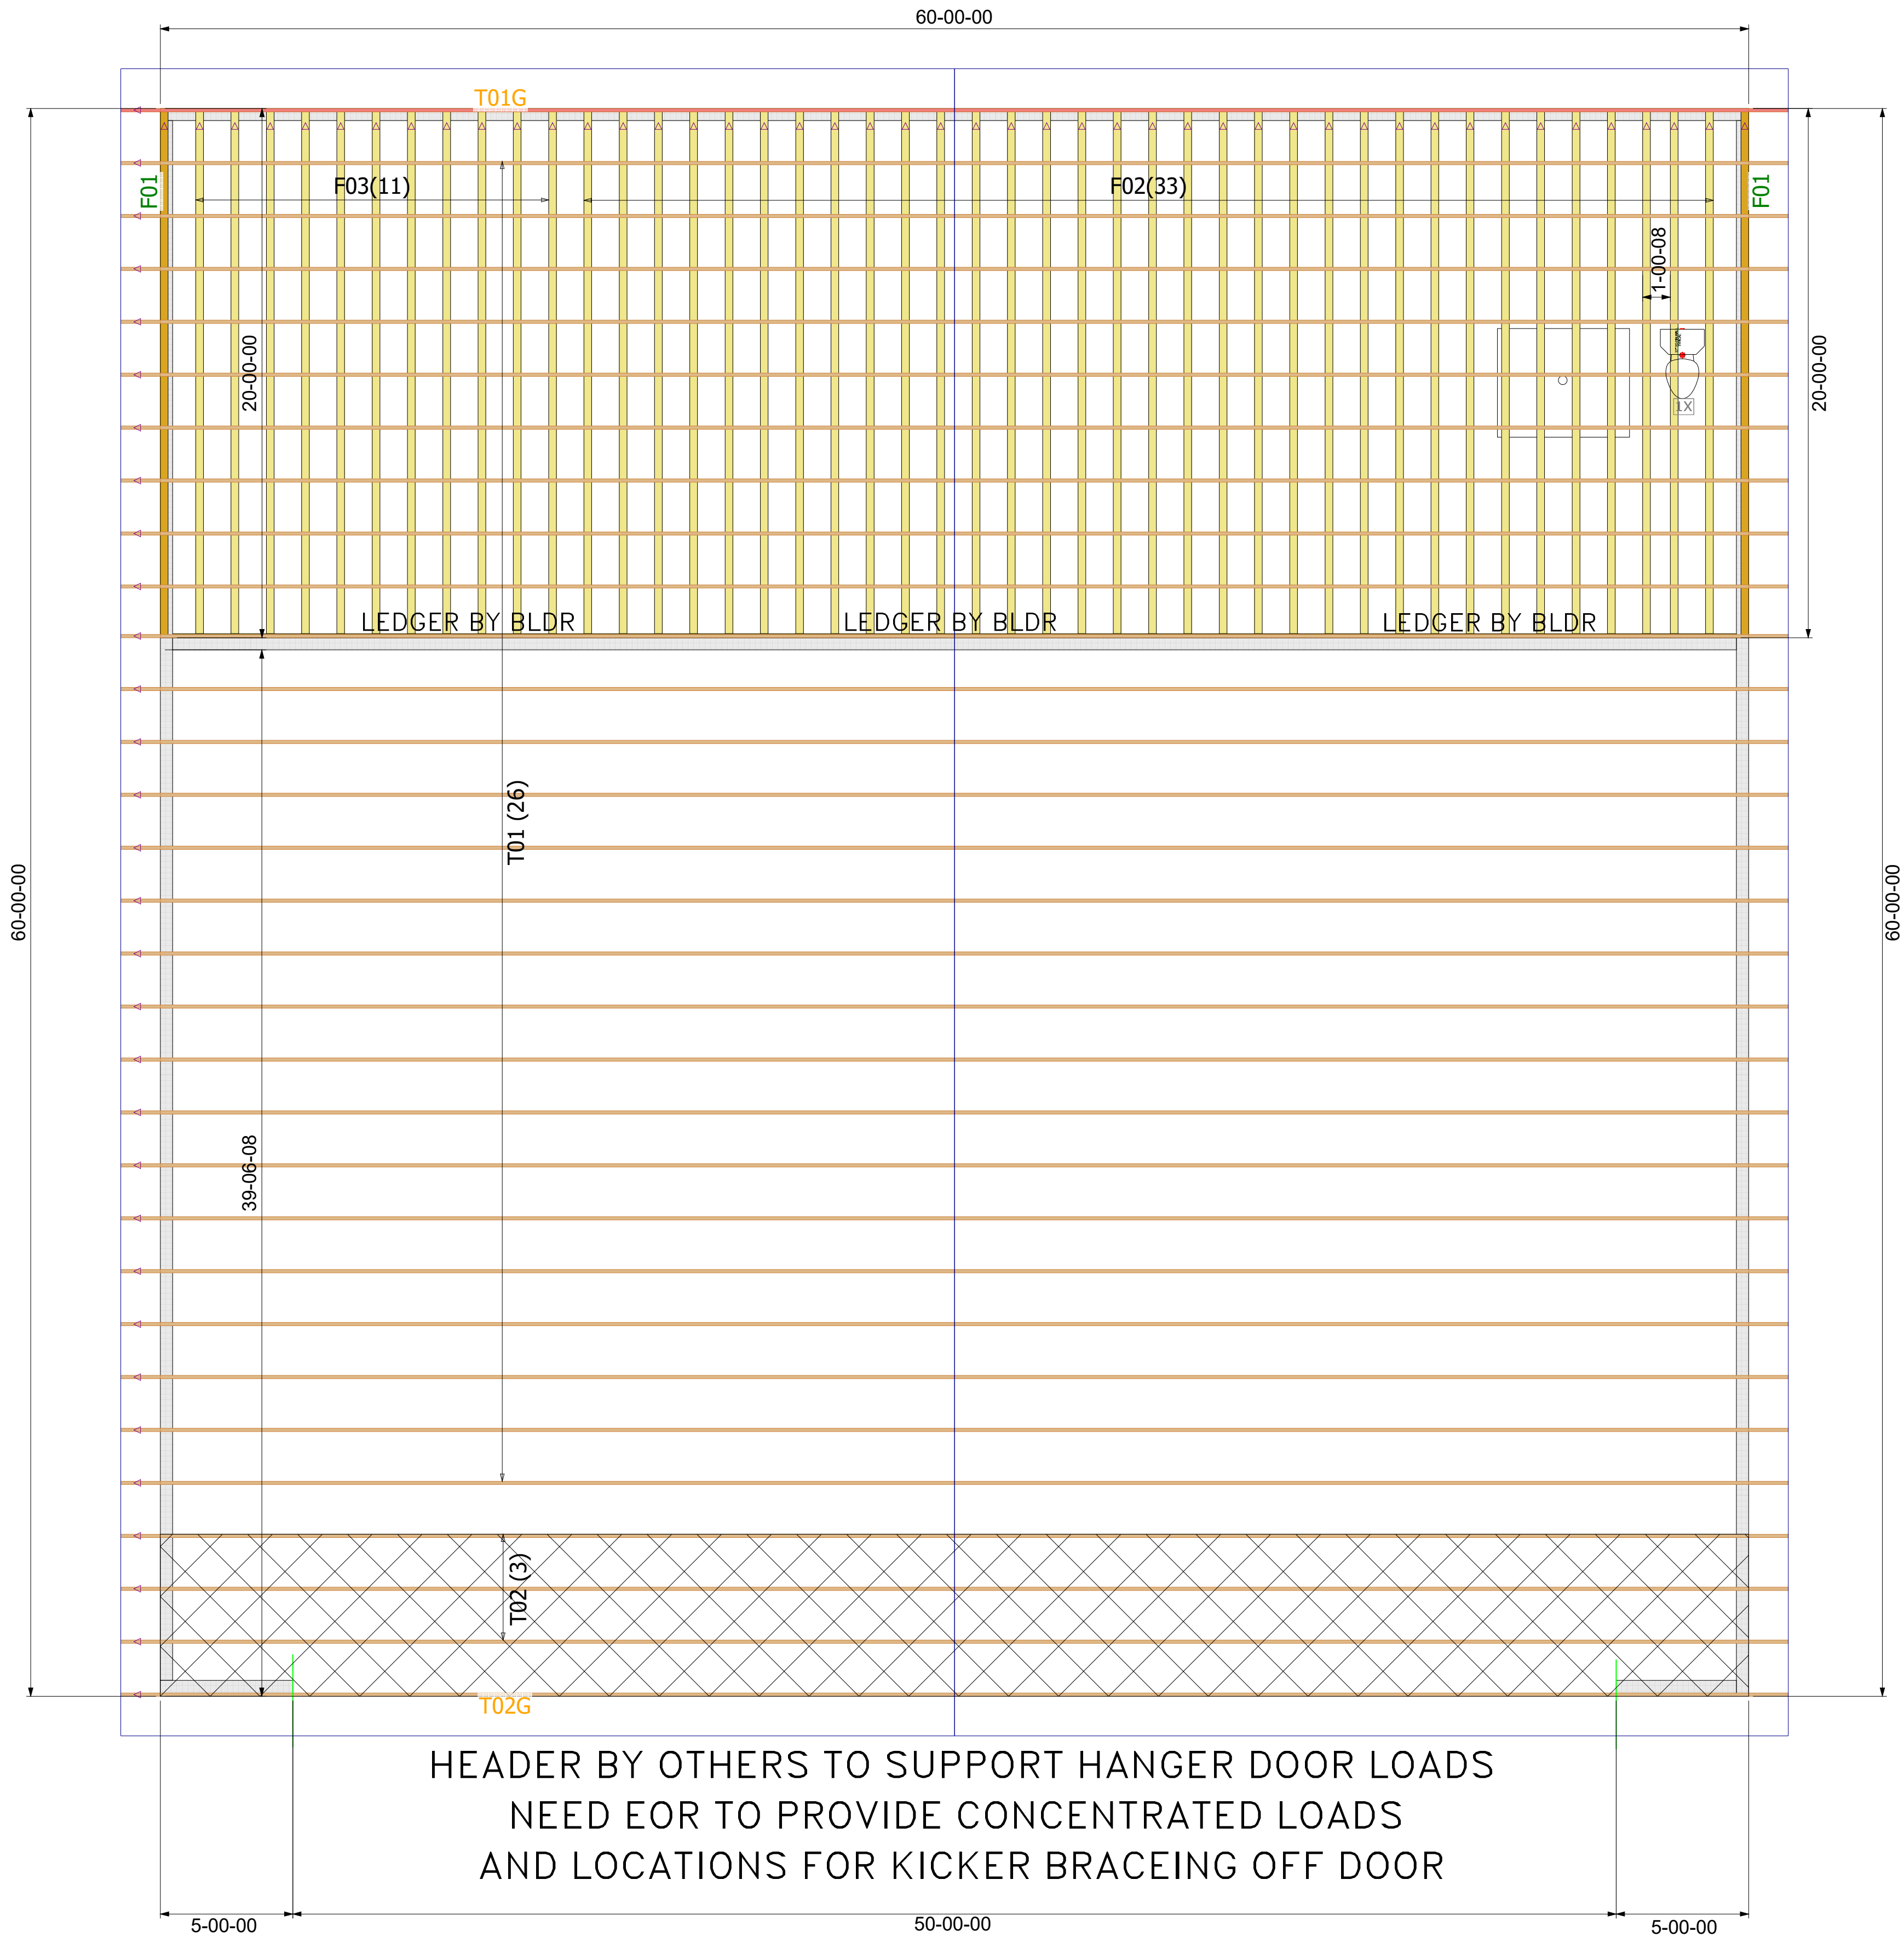 60-00-00
T01G
F01
F03(11)
F02(33)
F01
1-00-08
20-00-00
20-00-00
1X
LEDGER BY BLDR
LEDGER BY BLDR
LEDGER BY BLDR
T01 (26)
60-00-00
60-00-00
39-06-08
T02 (3)
T02G
HEADER BY OTHERS TO SUPPORT HANGER DOOR LOADS
NEED EOR TO PROVIDE CONCENTRATED LOADS
AND LOCATIONS FOR KICKER BRACEING OFF DOOR
5-00-00
50-00-00
5-00-00